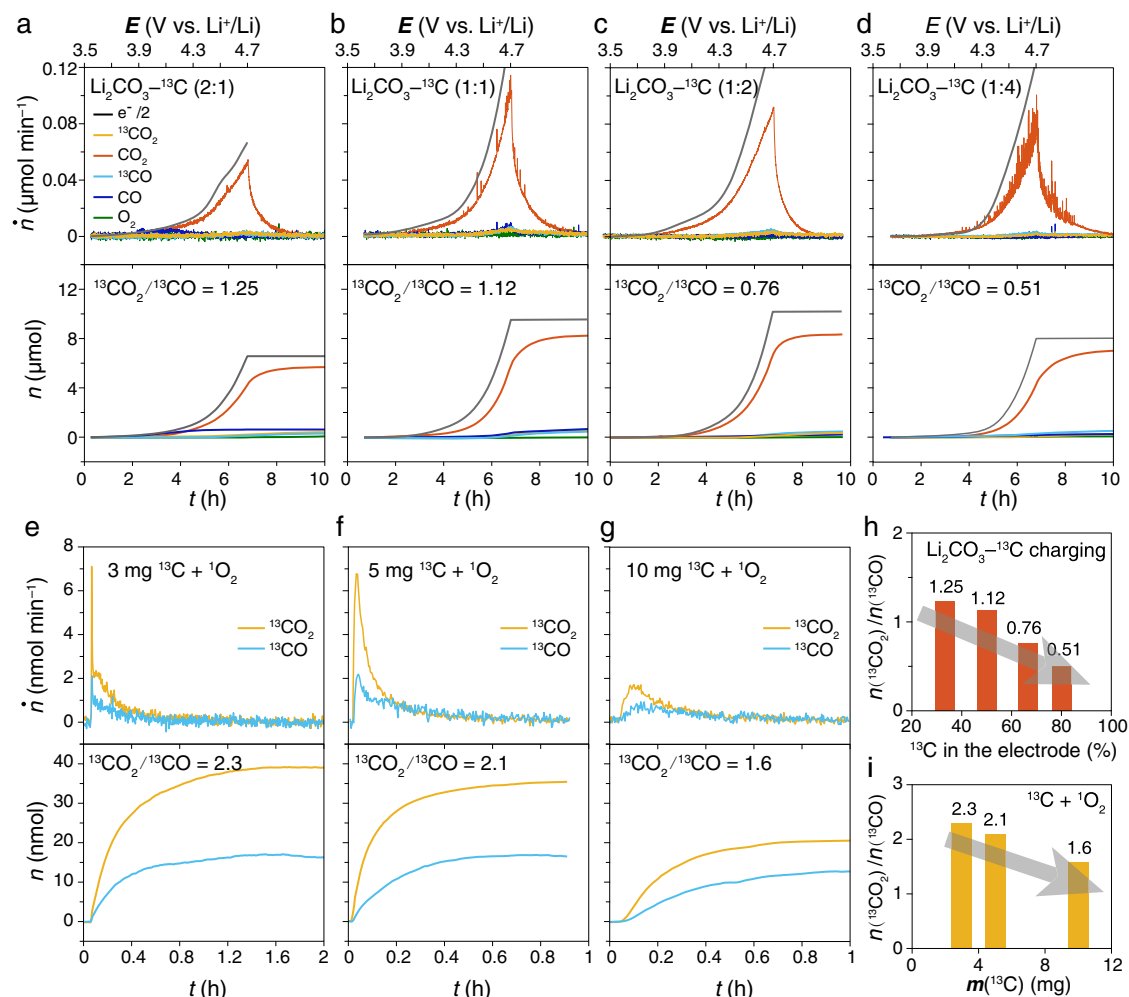 a
E (V vs. Li⁺/Li)
3.5 3.9 4.3 4.7
Li₂CO₃–¹³C (2:1)
e⁻ /2
¹³CO₂
CO₂
¹³CO
CO
O₂
0.12
0.08
0.04
0
ṅ (μmol min⁻¹)
¹³CO₂/¹³CO = 1.25
12
8
4
0
n (μmol)
0 2 4 6 8 10
t (h)
b
E (V vs. Li⁺/Li)
3.5 3.9 4.3 4.7
Li₂CO₃–¹³C (1:1)
¹³CO₂/¹³CO = 1.12
0 2 4 6 8 10
t (h)
c
E (V vs. Li⁺/Li)
3.5 3.9 4.3 4.7
Li₂CO₃–¹³C (1:2)
¹³CO₂/¹³CO = 0.76
0 2 4 6 8 10
t (h)
d
E (V vs. Li⁺/Li)
3.5 3.9 4.3 4.7
Li₂CO₃–¹³C (1:4)
¹³CO₂/¹³CO = 0.51
0 2 4 6 8 10
t (h)
e
3 mg ¹³C + ¹O₂
¹³CO₂
¹³CO
8
6
4
2
0
ṅ (nmol min⁻¹)
¹³CO₂/¹³CO = 2.3
40
30
20
10
0
n (nmol)
0 0.4 0.8 1.2 1.6 2
t (h)
f
5 mg ¹³C + ¹O₂
¹³CO₂
¹³CO
¹³CO₂/¹³CO = 2.1
0 0.2 0.4 0.6 0.8 1
t (h)
g
10 mg ¹³C + ¹O₂
¹³CO₂
¹³CO
¹³CO₂/¹³CO = 1.6
0 0.2 0.4 0.6 0.8 1
t (h)
h
Li₂CO₃–¹³C charging
2
1
0
n(¹³CO₂)/n(¹³CO)
1.25
1.12
0.76
0.51
20 40 60 80 100
¹³C in the electrode (%)
i
¹³C + ¹O₂
3
2
1
0
n(¹³CO₂)/n(¹³CO)
2.3
2.1
1.6
0 4 8 12
m(¹³C) (mg)